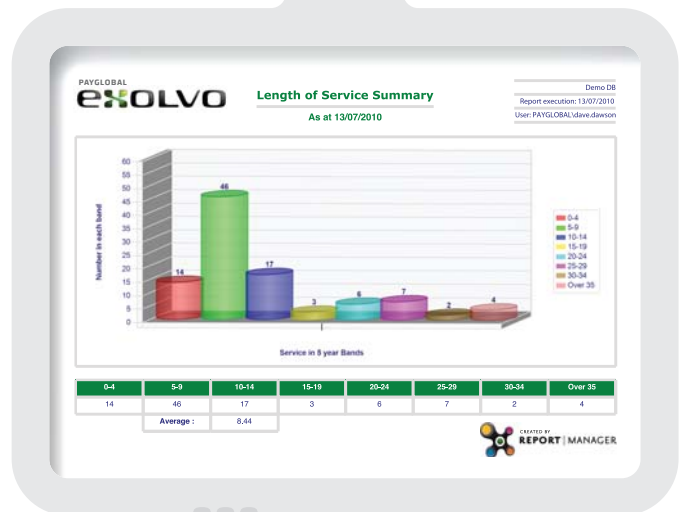 PAYGLOBAL
exOLVO
Length of Service Summary
As at 13/07/2010
Demo DB
Report execution: 13/07/2010
User: PAYGLOBAL\dave.dawson
Number in each band
60
55
50
45
40
35
30
25
20
15
10
5
0
14
46
17
3
6
7
2
4
Service in 5 year Bands
0-4
5-9
10-14
15-19
20-24
25-29
30-34
Over 35
0-4 5-9 10-14 15-19 20-24 25-29 30-34 Over 35
14 46 17 3 6 7 2 4
Average : 8.44
CREATED BY
REPORT | MANAGER